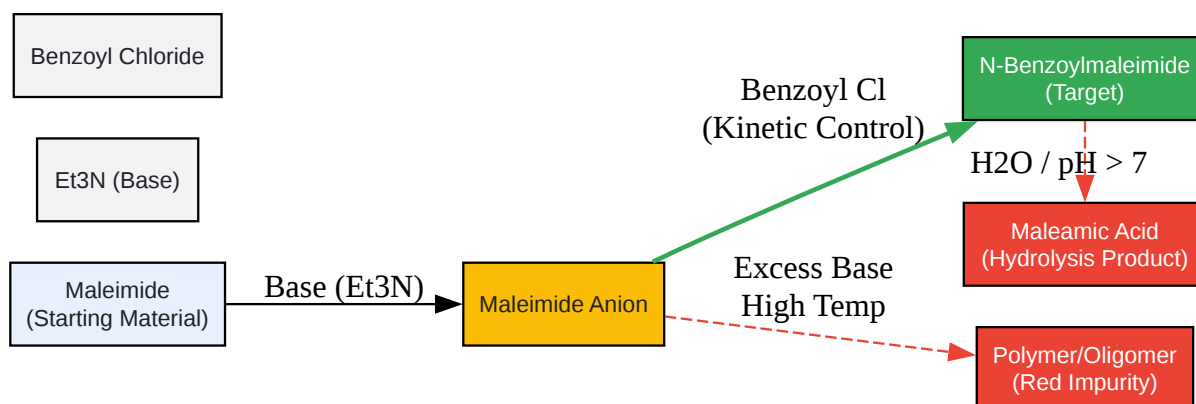 Benzoyl Chloride
Et3N (Base)
Maleimide
(Starting Material)
Base (Et3N)
Maleimide Anion
Benzoyl Cl
(Kinetic Control)
Excess Base
High Temp
N-Benzoylmaleimide
(Target)
H2O / pH > 7
Maleamic Acid
(Hydrolysis Product)
Polymer/Oligomer
(Red Impurity)